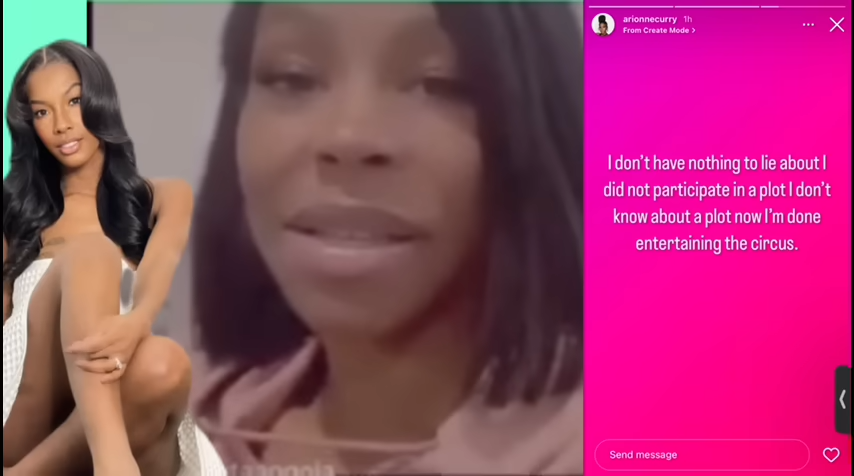 arionnecurry 1h
From Create Mode >
I don't have nothing to lie about I
did not participate in a plot I don't
know about a plot now I'm done
entertaining the circus.
Send message